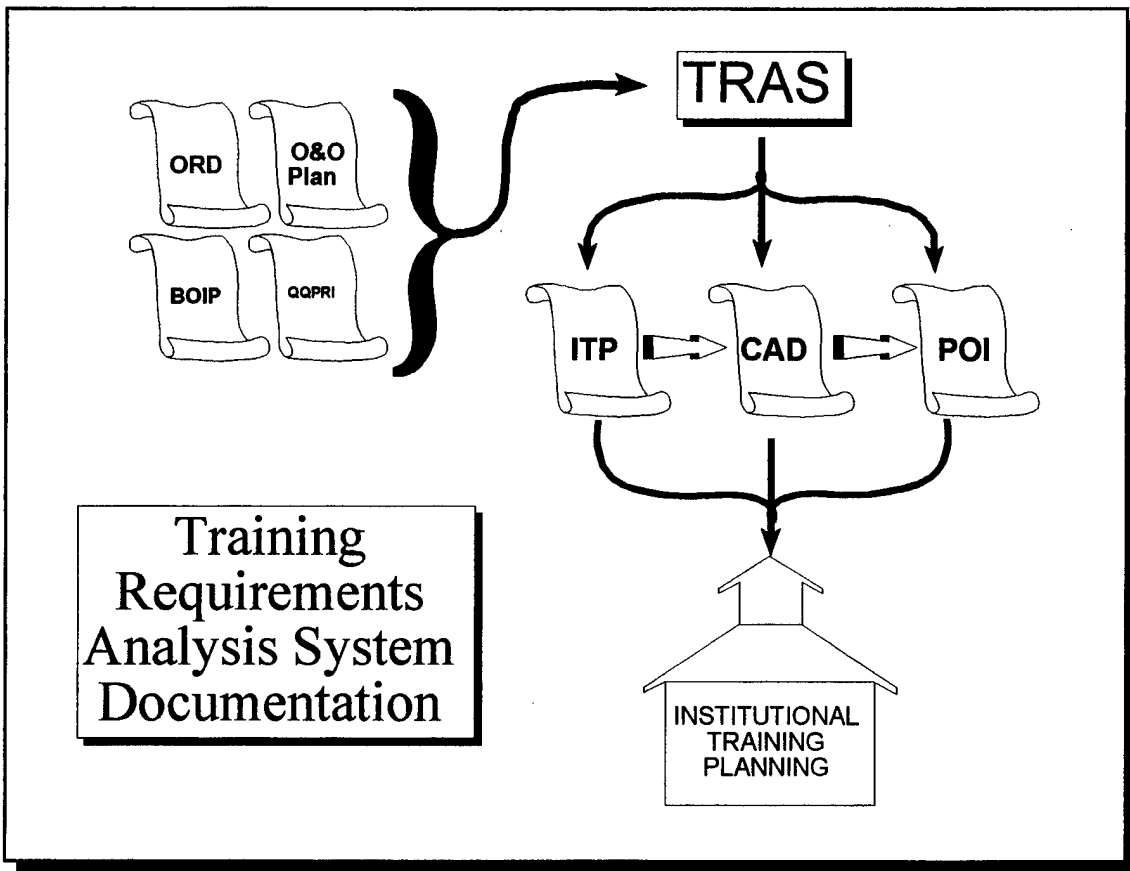 TRAS
ORD
O&O
Plan
BOIP
QQPRI
ITP
CAD
POI
Training
Requirements
Analysis System
Documentation
INSTITUTIONAL
TRAINING
PLANNING